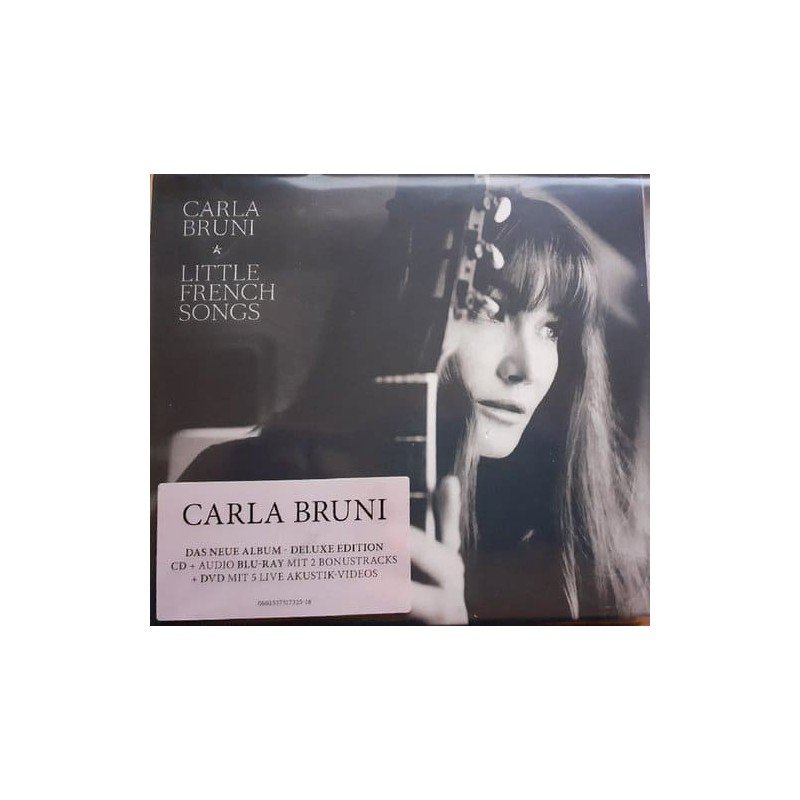 CARLA
BRUNI
LITTLE
FRENCH
SONGS
CARLA BRUNI
DAS NEUE ALBUM - DELUXE EDITION
CD + AUDIO BLU-RAY MIT 2 BONUSTRACKS
+ DVD MIT 5 LIVE AKUSTIK-VIDEOS